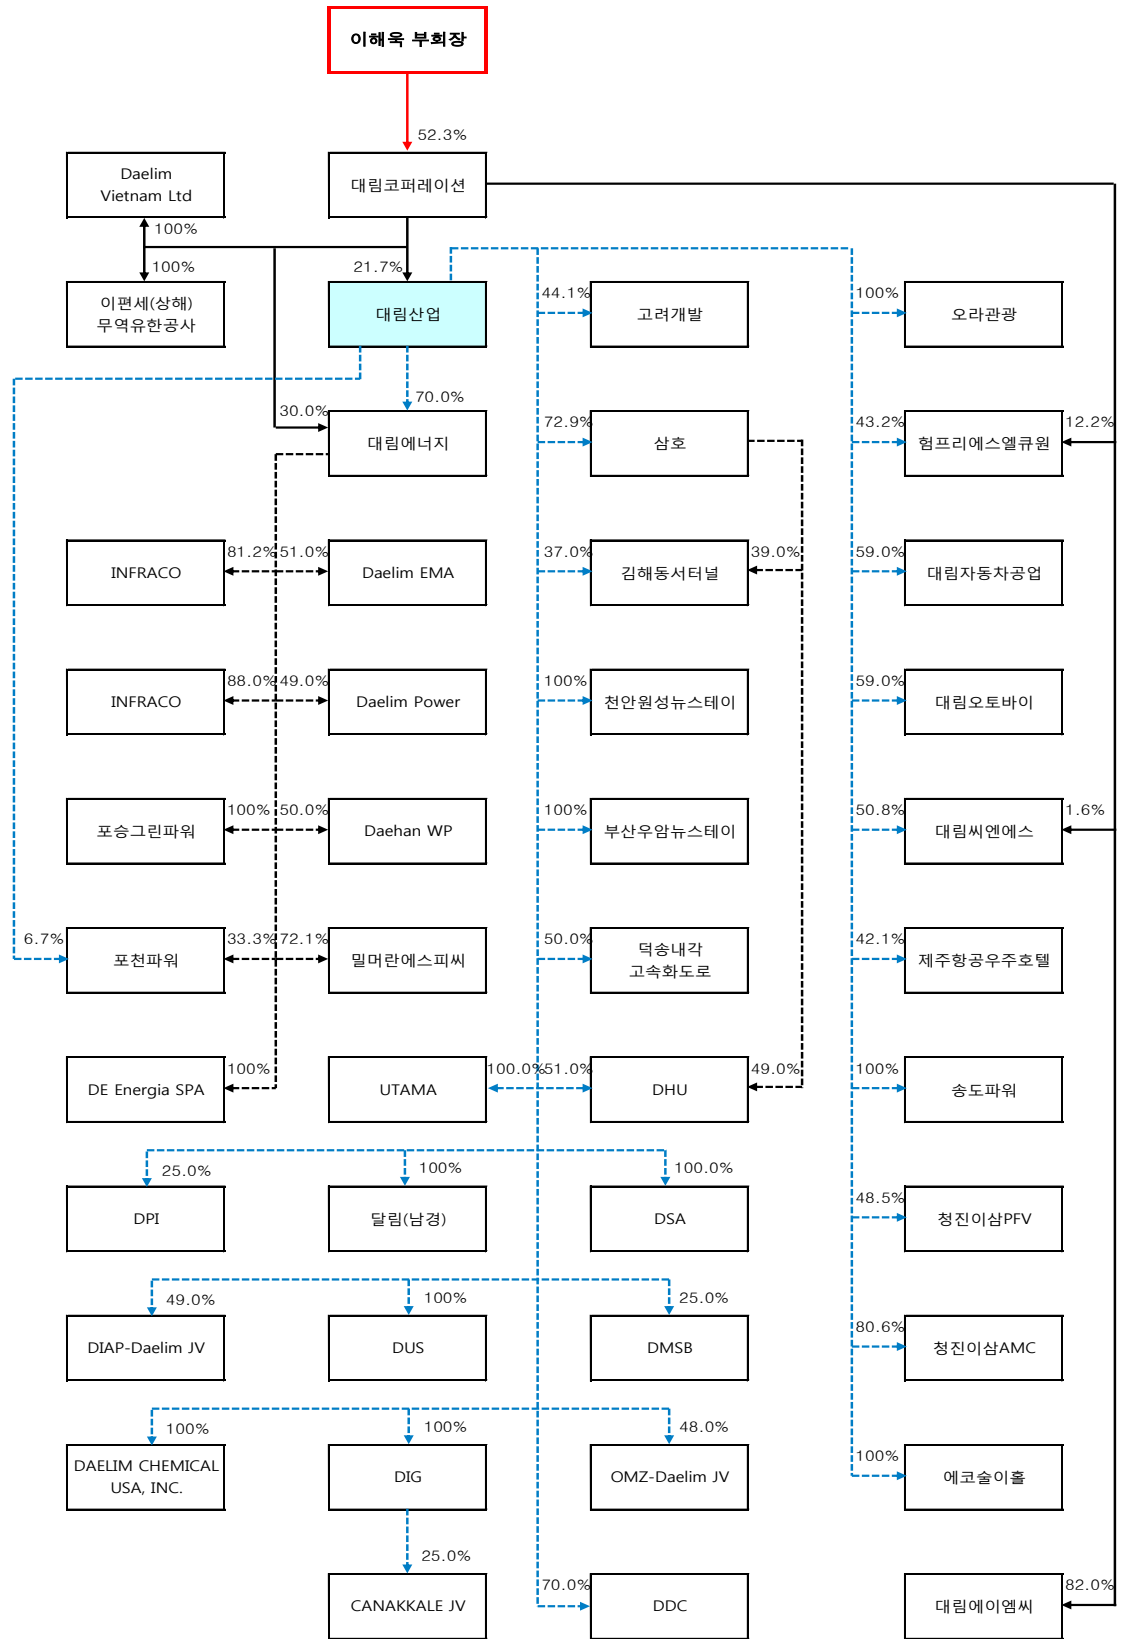 이해욱 부회장
52.3%
Daelim
Vietnam Ltd
대림코퍼레이션
100%
100%
21.7%
이편세(상해)
무역유한공사
대림산업
44.1%
고려개발
100%
오라관광
70.0%
30.0%
대림에너지
72.9%
삼호
43.2%
험프리에스엘큐원
12.2%
INFRACO
81.2%
51.0%
Daelim EMA
37.0%
김해동서터널
39.0%
59.0%
대림자동차공업
INFRACO
88.0%
49.0%
Daelim Power
100%
천안원성뉴스테이
59.0%
대림오토바이
포승그린파워
100%
50.0%
Daehan WP
100%
부산우암뉴스테이
50.8%
대림씨엔에스
1.6%
6.7%
포천파워
33.3%
72.1%
밀머란에스피씨
50.0%
덕송내각
고속화도로
42.1%
제주항공우주호텔
DE Energia SPA
100%
UTAMA
100.0%
51.0%
DHU
49.0%
100%
송도파워
25.0%
100%
100.0%
DPI
달림(남경)
DSA
48.5%
청진이삼PFV
49.0%
100%
25.0%
DIAP-Daelim JV
DUS
DMSB
80.6%
청진이삼AMC
100%
100%
48.0%
DAELIM CHEMICAL
USA, INC.
DIG
OMZ-Daelim JV
100%
에코술이홀
25.0%
CANAKKALE JV
70.0%
DDC
대림에이엠씨
82.0%